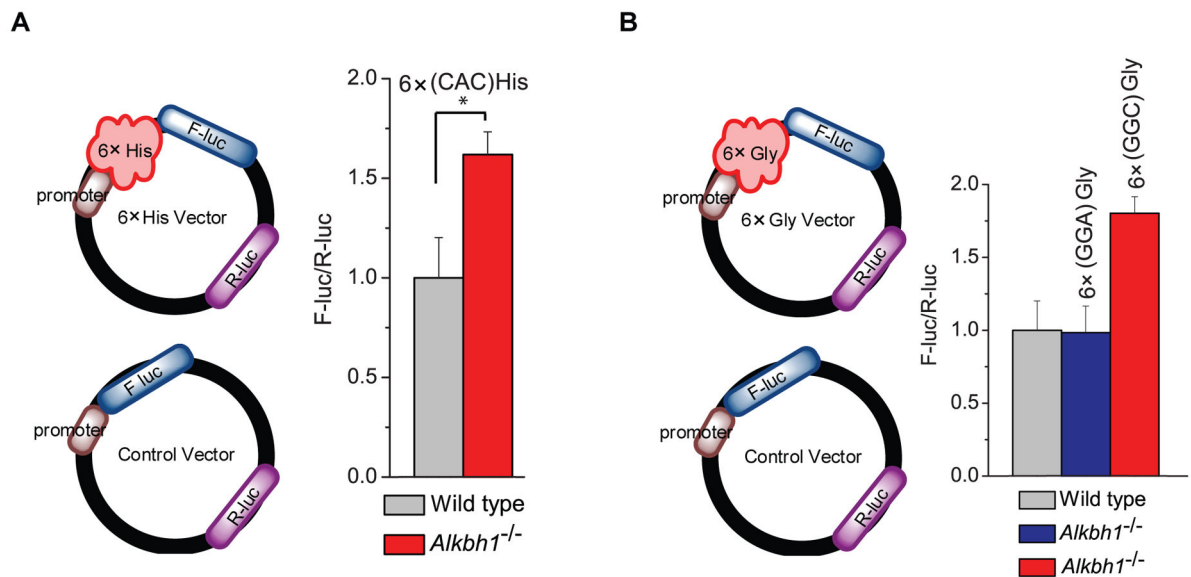 A
6× His
F-luc
promoter
6× His Vector
R-luc
F luc
promoter
Control Vector
R-luc
F-luc/R-luc
2.0
1.5
1.0
0.5
0.0
6×(CAC)His
*
Wild type
Alkbh1-/-
B
6× Gly
F-luc
promoter
6× Gly Vector
R-luc
F-luc
promoter
Control Vector
R-luc
F-luc/R-luc
2.0
1.5
1.0
0.5
0.0
6× (GGA) Gly
6× (GGC) Gly
Wild type
Alkbh1-/-
Alkbh1-/-